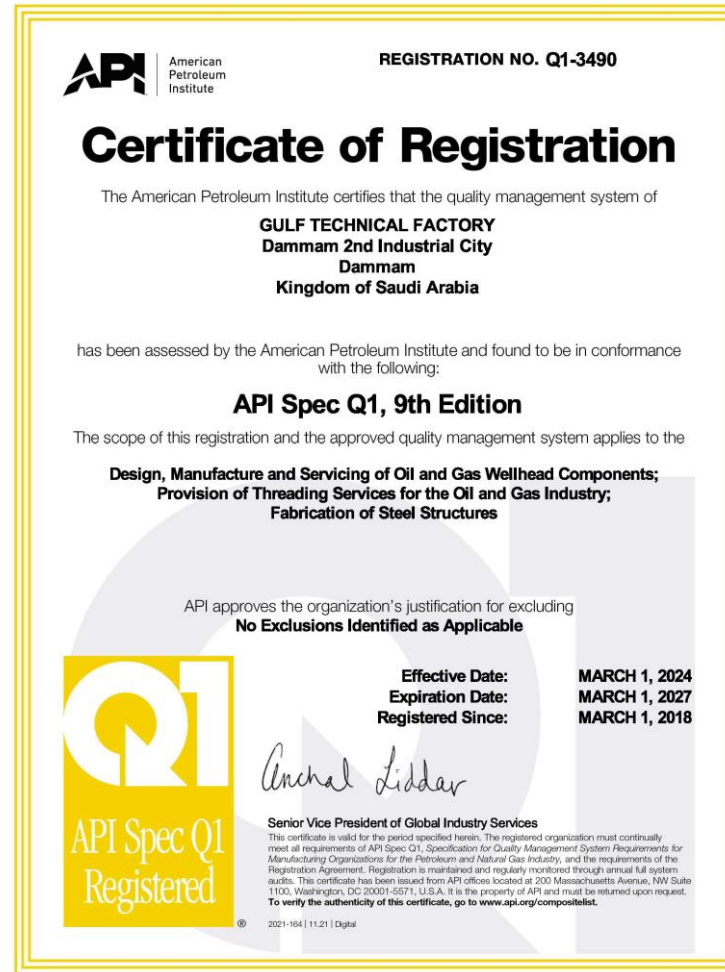 API
American
Petroleum
Institute
REGISTRATION NO. Q1-3490
Certificate of Registration
The American Petroleum Institute certifies that the quality management system of
GULF TECHNICAL FACTORY
Dammam 2nd Industrial City
Dammam
Kingdom of Saudi Arabia
has been assessed by the American Petroleum Institute and found to be in conformance
with the following:
API Spec Q1, 9th Edition
The scope of this registration and the approved quality management system applies to the
Design, Manufacture and Servicing of Oil and Gas Wellhead Components;
Provision of Threading Services for the Oil and Gas Industry;
Fabrication of Steel Structures
API approves the organization's justification for excluding
No Exclusions Identified as Applicable
Effective Date: MARCH 1, 2024
Expiration Date: MARCH 1, 2027
Registered Since: MARCH 1, 2018
Q1
API Spec Q1
Registered
®
Anchal Liddar
Senior Vice President of Global Industry Services
This certificate is valid for the period specified herein. The registered organization must continually
meet all requirements of API Spec Q1, Specification for Quality Management System Requirements for
Manufacturing Organizations for the Petroleum and Natural Gas Industry, and the requirements of the
Registration Agreement. Registration is maintained and regularly monitored through annual full system
audits. This certificate has been issued from API offices located at 200 Massachusetts Avenue, NW Suite
1100, Washington, DC 20001-5571, U.S.A. It is the property of API and must be returned upon request.
To verify the authenticity of this certificate, go to www.api.org/compositelist.
2021-164 | 11.21 | Digital